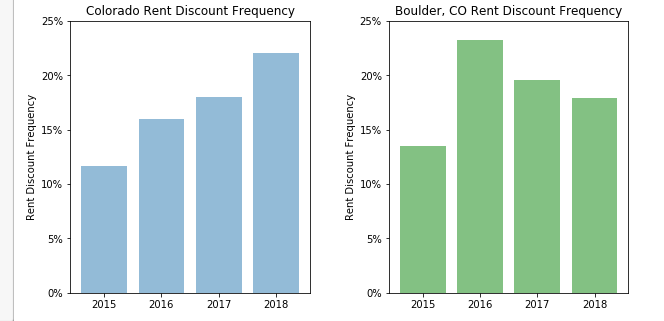 Colorado Rent Discount Frequency
Rent Discount Frequency
25%
20%
15%
10%
5%
0%
2015 2016 2017 2018
Boulder, CO Rent Discount Frequency
Rent Discount Frequency
25%
20%
15%
10%
5%
0%
2015 2016 2017 2018